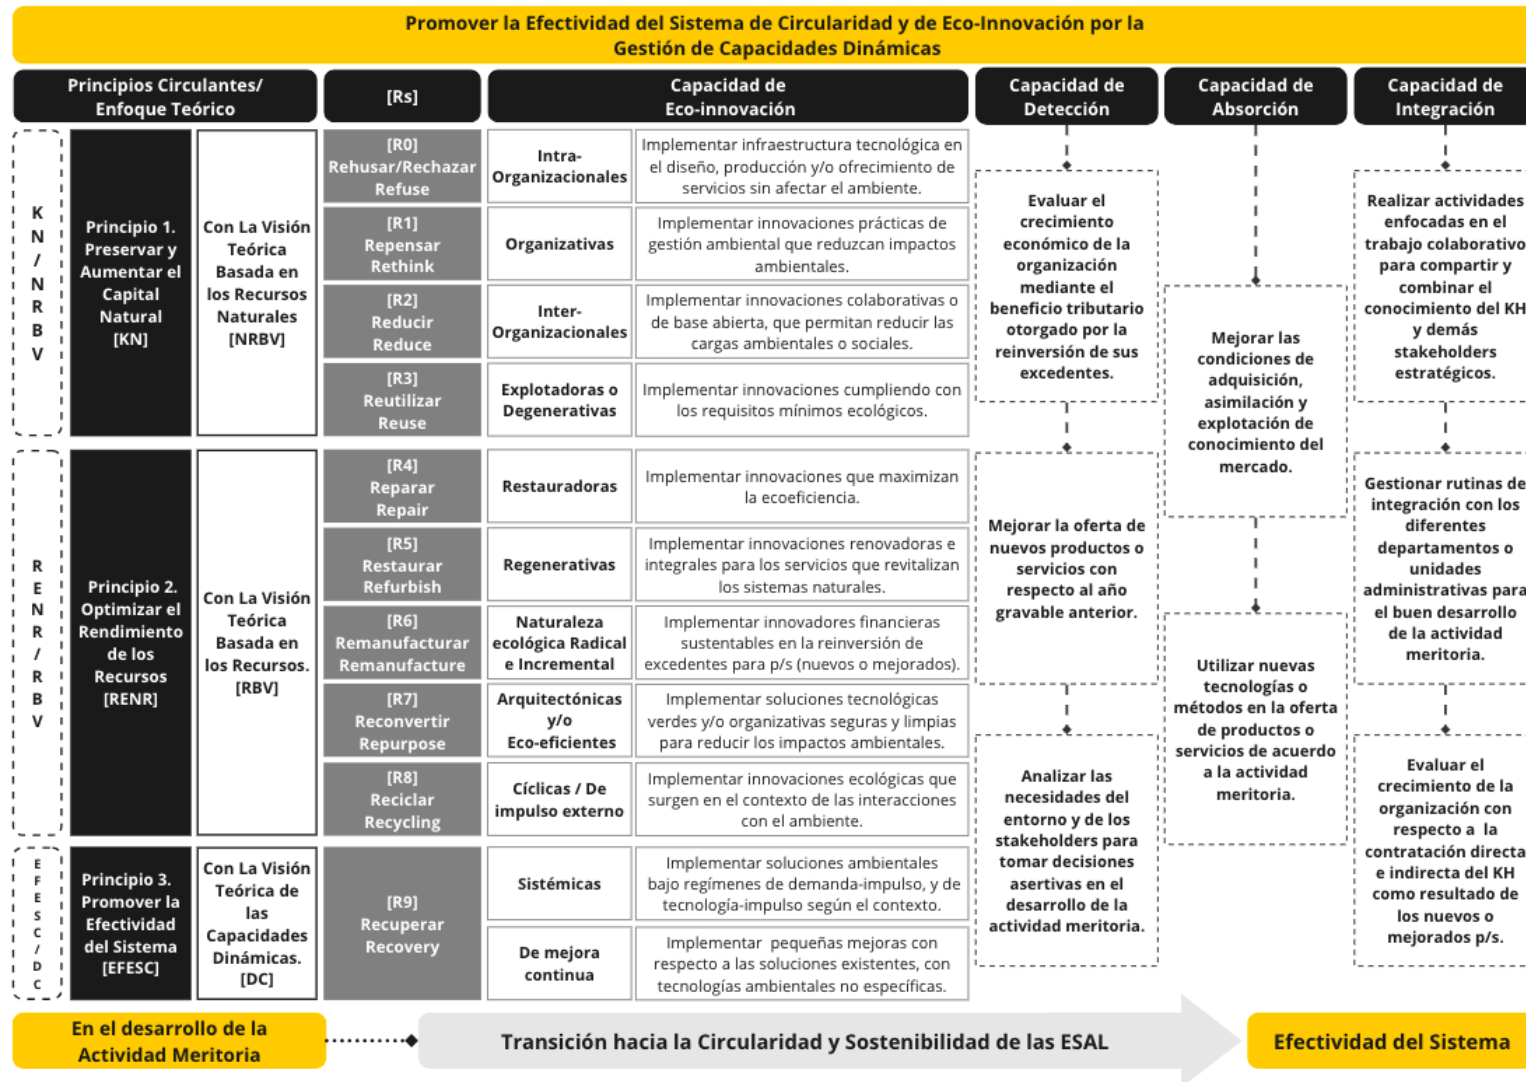 Promover la Efectividad del Sistema de Circularidad y de Eco-Innovación por la
Gestión de Capacidades Dinámicas
Principios Circulantes/
Enfoque Teórico
[Rs]
Capacidad de
Eco-innovación
Capacidad de
Detección
Capacidad de
Absorción
Capacidad de
Integración
K
N
/
N
R
B
V
Principio 1.
Preservar y
Aumentar el
Capital
Natural
[KN]
Con La Visión
Teórica
Basada en
los Recursos
Naturales
[NRBV]
[R0]
Rehusar/Rechazar
Refuse
Intra-
Organizacionales
Implementar infraestructura tecnológica en
el diseño, producción y/o ofrecimiento de
servicios sin afectar el ambiente.
[R1]
Repensar
Rethink
Organizativas
Implementar innovaciones prácticas de
gestión ambiental que reduzcan impactos
ambientales.
[R2]
Reducir
Reduce
Inter-
Organizacionales
Implementar innovaciones colaborativas o
de base abierta, que permitan reducir las
cargas ambientales o sociales.
[R3]
Reutilizar
Reuse
Explotadoras o
Degenerativas
Implementar innovaciones cumpliendo con
los requisitos mínimos ecológicos.
R
E
N
R
/
R
B
V
Principio 2.
Optimizar el
Rendimiento
de los
Recursos
[RENR]
Con La Visión
Teórica
Basada en
los Recursos.
[RBV]
[R4]
Reparar
Repair
Restauradoras
Implementar innovaciones que maximizan
la ecoeficiencia.
[R5]
Restaurar
Refurbish
Regenerativas
Implementar innovaciones renovadoras e
integrales para los servicios que revitalizan
los sistemas naturales.
[R6]
Remanufacturar
Remanufacture
Naturaleza
ecológica Radical
e Incremental
Implementar innovadores financieras
sustentables en la reinversión de
excedentes para p/s (nuevos o mejorados).
[R7]
Reconvertir
Repurpose
Arquitectónicas
y/o
Eco-eficientes
Implementar soluciones tecnológicas
verdes y/o organizativas seguras y limpias
para reducir los impactos ambientales.
[R8]
Reciclar
Recycling
Cíclicas / De
impulso externo
Implementar innovaciones ecológicas que
surgen en el contexto de las interacciones
con el ambiente.
E
F
E
S
C
/
D
C
Principio 3.
Promover la
Efectividad
del Sistema
[EFESC]
Con La Visión
Teórica de
las
Capacidades
Dinámicas.
[DC]
[R9]
Recuperar
Recovery
Sistémicas
Implementar soluciones ambientales
bajo regímenes de demanda-impulso, y de
tecnología-impulso según el contexto.
De mejora
continua
Implementar pequeñas mejoras con
respecto a las soluciones existentes, con
tecnologías ambientales no específicas.
Evaluar el
crecimiento
económico de la
organización
mediante el
beneficio tributario
otorgado por la
reinversión de sus
excedentes.
Mejorar la oferta de
nuevos productos o
servicios con
respecto al año
gravable anterior.
Analizar las
necesidades del
entorno y de los
stakeholders para
tomar decisiones
asertivas en el
desarrollo de la
actividad meritoria.
Mejorar las
condiciones de
adquisición,
asimilación y
explotación de
conocimiento del
mercado.
Utilizar nuevas
tecnologías o
métodos en la oferta
de productos o
servicios de acuerdo
a la actividad
meritoria.
Realizar actividades
enfocadas en el
trabajo colaborativo
para compartir y
combinar el
conocimiento del KH
y demás
stakeholders
estratégicos.
Gestionar rutinas de
integración con los
diferentes
departamentos o
unidades
administrativas para
el buen desarrollo
de la actividad
meritoria.
Evaluar el
crecimiento de la
organización con
respecto a la
contratación directa
e indirecta del KH
como resultado de
los nuevos o
mejorados p/s.
En el desarrollo de la
Actividad Meritoria
Transición hacia la Circularidad y Sostenibilidad de las ESAL
Efectividad del Sistema